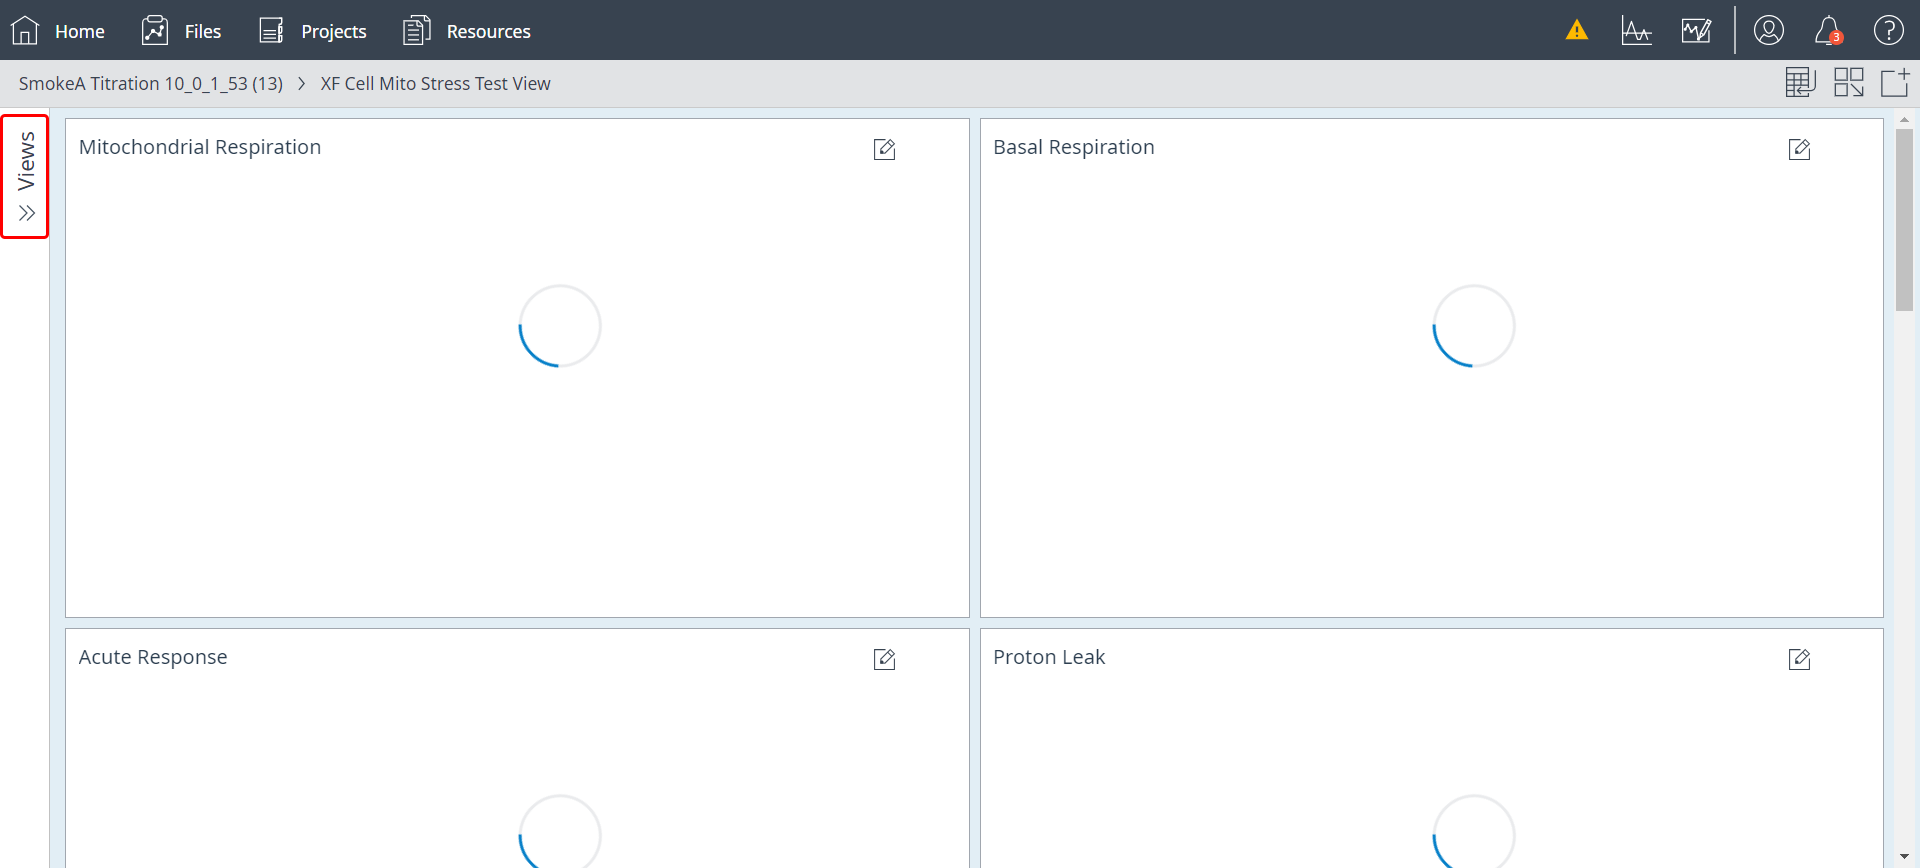 Home Files Projects Resources
3
SmokeA Titration 10_0_1_53 (13) > XF Cell Mito Stress Test View
Views
Mitochondrial Respiration
Basal Respiration
Acute Response
Proton Leak